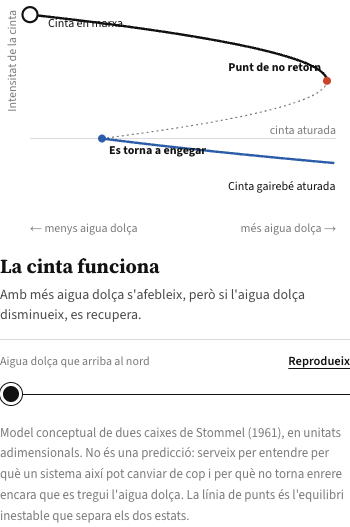 Intensitat de la cinta
Cinta en marxa
Punt de no retorn
cinta aturada
Es torna a engegar
Cinta gairebé aturada
← menys aigua dolça
més aigua dolça →
La cinta funciona
Amb més aigua dolça s'afebleix, però si l'aigua dolça
disminueix, es recupera.
Aigua dolça que arriba al nord
Reprodueix
Model conceptual de dues caixes de Stommel (1961), en unitats
adimensionals. No és una predicció: serveix per entendre per
què un sistema així pot canviar de cop i per què no torna enrere
encara que es tregui l'aigua dolça. La línia de punts és l'equilibri
inestable que separa els dos estats.